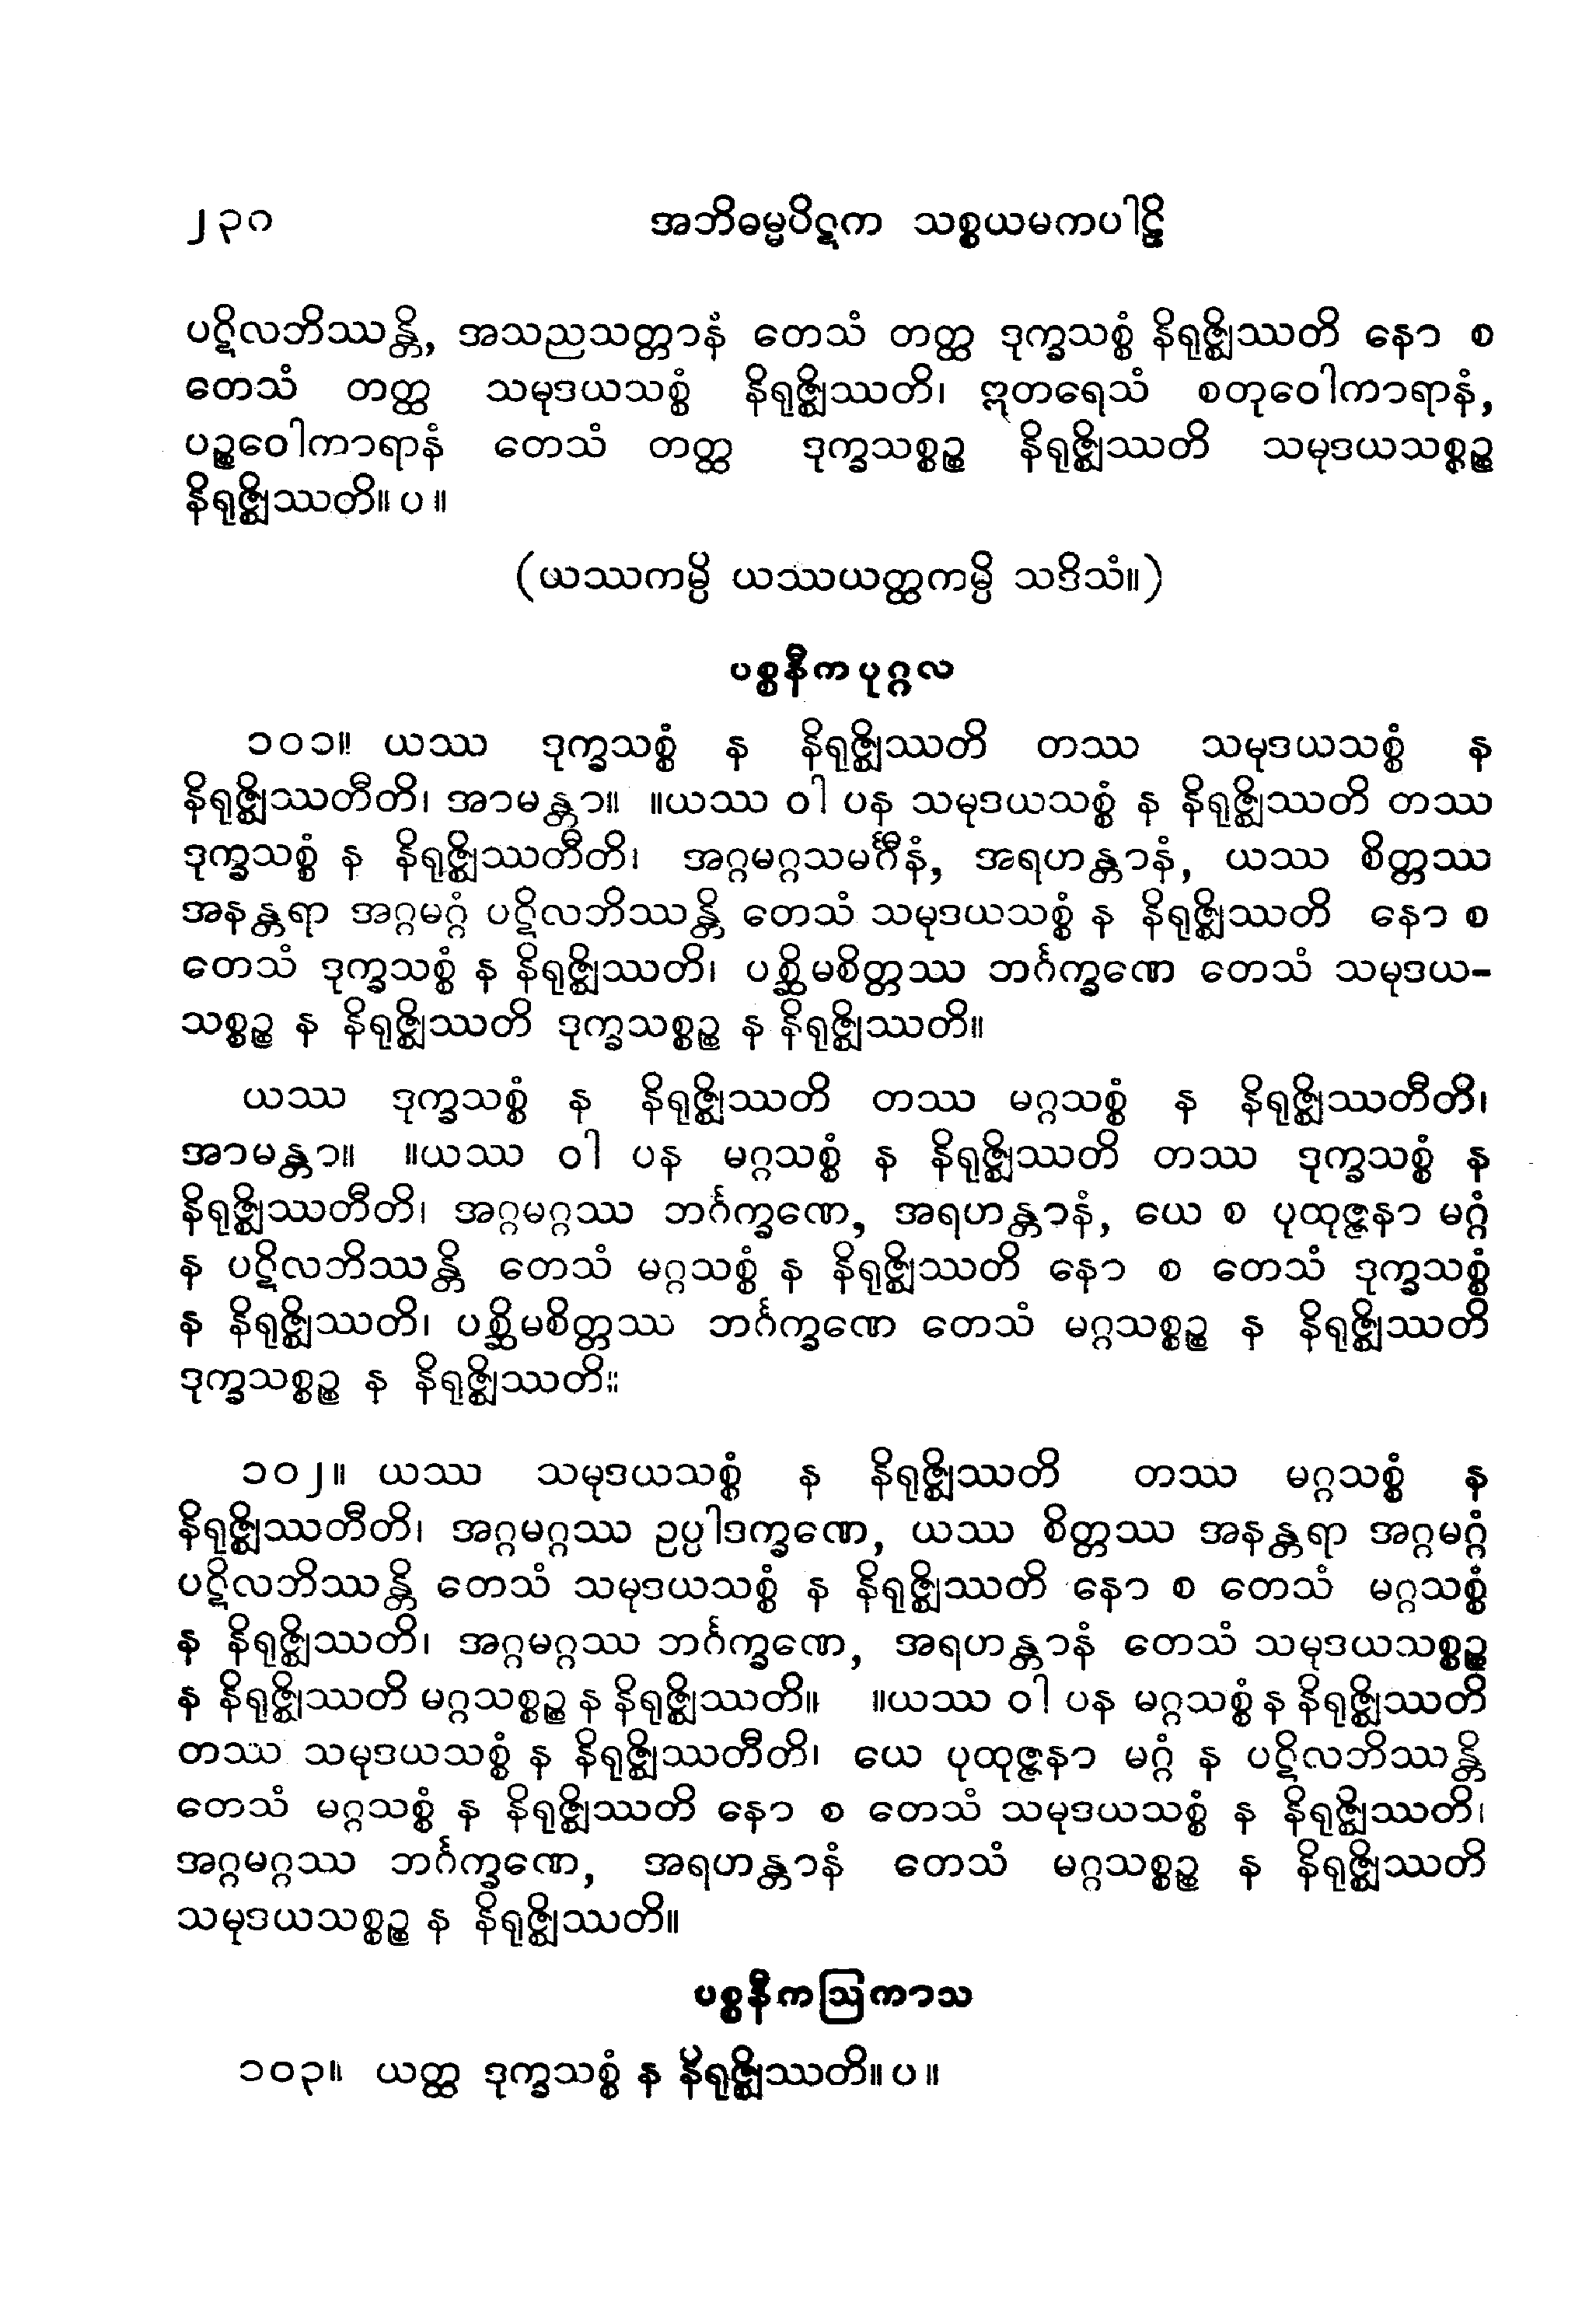 ၂၃၀ အဘိဓမ္မပိဋက သစ္စယမကပါဠိ
ပဋိလဘိဿန္တိ, အသညသတ္တာနံ တေသံ တတ္ထ ဒုက္ခသစ္စံ နိရုဇ္ဈိဿတိ နော စ
တေသံ တတ္ထ သမုဒယသစ္စံ နိရုဇ္ဈိဿတိ၊ ဣတရေသံ စတုဝေါကာရာနံ,
ပဉ္စဝေါကာရာနံ တေသံ တတ္ထ ဒုက္ခသစ္စဉ္စ နိရုဇ္ဈိဿတိ သမုဒယသစ္စဉ္စ
နိရုဇ္ဈိဿတိ။ ပ ။
(ယဿကမ္ပိ ယဿယတ္ထကမ္ပိ သဒိသံ။)
ပစ္စနီကပုဂ္ဂလ
၁၀၁။ ယဿ ဒုက္ခသစ္စံ န နိရုဇ္ဈိဿတိ တဿ သမုဒယသစ္စံ န
နိရုဇ္ဈိဿတီတိ၊ အာမန္တာ။ ။ယဿ ဝါ ပန သမုဒယသစ္စံ န နိရုဇ္ဈိဿတိ တဿ
ဒုက္ခသစ္စံ န နိရုဇ္ဈိဿတီတိ၊ အဂ္ဂမဂ္ဂသမင်္ဂီနံ, အရဟန္တာနံ, ယဿ စိတ္တဿ
အနန္တရာ အဂ္ဂမဂ္ဂံ ပဋိလဘိဿန္တိ တေသံ သမုဒယသစ္စံ န နိရုဇ္ဈိဿတိ နော စ
တေသံ ဒုက္ခသစ္စံ န နိရုဇ္ဈိဿတိ၊ ပစ္ဆိမစိတ္တဿ ဘင်္ဂက္ခဏေ တေသံ သမုဒယ-
သစ္စဉ္စ န နိရုဇ္ဈိဿတိ ဒုက္ခသစ္စဉ္စ န နိရုဇ္ဈိဿတိ။
ယဿ ဒုက္ခသစ္စံ န နိရုဇ္ဈိဿတိ တဿ မဂ္ဂသစ္စံ န နိရုဇ္ဈိဿတီတိ၊
အာမန္တာ။ ။ယဿ ဝါ ပန မဂ္ဂသစ္စံ န နိရုဇ္ဈိဿတိ တဿ ဒုက္ခသစ္စံ န
နိရုဇ္ဈိဿတီတိ၊ အဂ္ဂမဂ္ဂဿ ဘင်္ဂက္ခဏေ, အရဟန္တာနံ, ယေ စ ပုထုဇ္ဇနာ မဂ္ဂံ
န ပဋိလဘိဿန္တိ တေသံ မဂ္ဂသစ္စံ န နိရုဇ္ဈိဿတိ နော စ တေသံ ဒုက္ခသစ္စံ
န နိရုဇ္ဈိဿတိ၊ ပစ္ဆိမစိတ္တဿ ဘင်္ဂက္ခဏေ တေသံ မဂ္ဂသစ္စဉ္စ န နိရုဇ္ဈိဿတိ
ဒုက္ခသစ္စဉ္စ န နိရုဇ္ဈိဿတိ။
၁၀၂။ ယဿ သမုဒယသစ္စံ န နိရုဇ္ဈိဿတိ တဿ မဂ္ဂသစ္စံ န
နိရုဇ္ဈိဿတီတိ၊ အဂ္ဂမဂ္ဂဿ ဥပ္ပါဒက္ခဏေ, ယဿ စိတ္တဿ အနန္တရာ အဂ္ဂမဂ္ဂံ
ပဋိလဘိဿန္တိ တေသံ သမုဒယသစ္စံ န နိရုဇ္ဈိဿတိ နော စ တေသံ မဂ္ဂသစ္စံ
န နိရုဇ္ဈိဿတိ၊ အဂ္ဂမဂ္ဂဿ ဘင်္ဂက္ခဏေ, အရဟန္တာနံ တေသံ သမုဒယသစ္စဉ္စ
န နိရုဇ္ဈိဿတိ မဂ္ဂသစ္စဉ္စ န နိရုဇ္ဈိဿတိ။ ။ယဿ ဝါ ပန မဂ္ဂသစ္စံ န နိရုဇ္ဈိဿတိ
တဿ သမုဒယသစ္စံ န နိရုဇ္ဈိဿတီတိ၊ ယေ ပုထုဇ္ဇနာ မဂ္ဂံ န ပဋိလဘိဿန္တိ
တေသံ မဂ္ဂသစ္စံ န နိရုဇ္ဈိဿတိ နော စ တေသံ သမုဒယသစ္စံ န နိရုဇ္ဈိဿတိ၊
အဂ္ဂမဂ္ဂဿ ဘင်္ဂက္ခဏေ, အရဟန္တာနံ တေသံ မဂ္ဂသစ္စဉ္စ န နိရုဇ္ဈိဿတိ
သမုဒယသစ္စဉ္စ န နိရုဇ္ဈိဿတိ။
ပစ္စနီကဩကာသ
၁၀၃။ ယတ္ထ ဒုက္ခသစ္စံ န နိရုဇ္ဈိဿတိ။ ပ ။